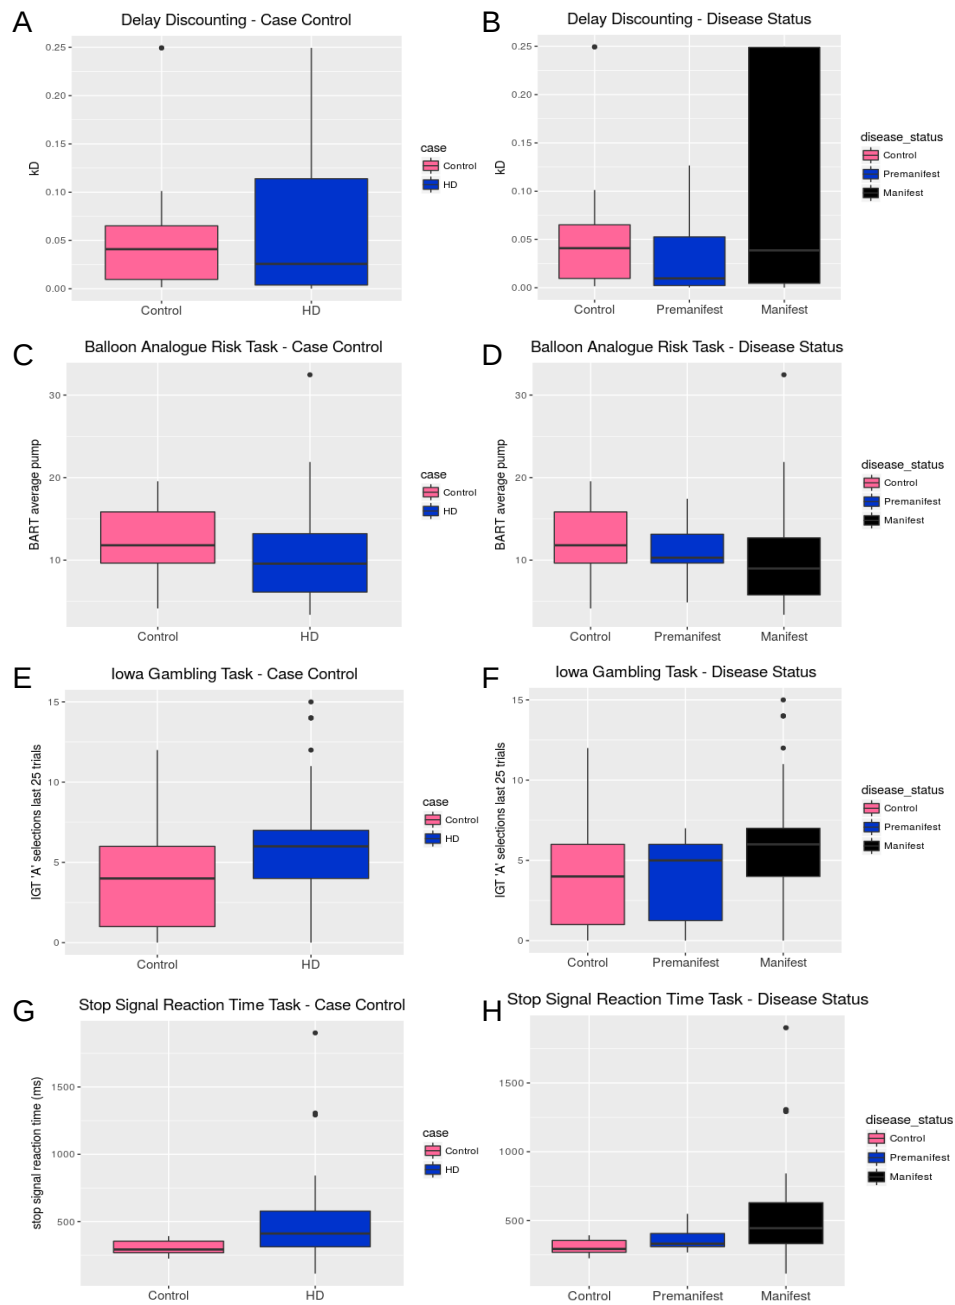 A
Delay Discounting - Case Control
0.25
0.20
0.15
0.10
0.05
0.00
kD
Control
HD
case
Control
HD
B
Delay Discounting - Disease Status
0.25
0.20
0.15
0.10
0.05
0.00
kD
Control
Premanifest
Manifest
disease_status
Control
Premanifest
Manifest
C
Balloon Analogue Risk Task - Case Control
30
20
10
BART average pump
Control
HD
case
Control
HD
D
Balloon Analogue Risk Task - Disease Status
30
20
10
BART average pump
Control
Premanifest
Manifest
disease_status
Control
Premanifest
Manifest
E
Iowa Gambling Task - Case Control
15
10
5
0
IGT 'A' selections last 25 trials
Control
HD
case
Control
HD
F
Iowa Gambling Task - Disease Status
15
10
5
0
IGT 'A' selections last 25 trials
Control
Premanifest
Manifest
disease_status
Control
Premanifest
Manifest
G
Stop Signal Reaction Time Task - Case Control
1500
1000
500
stop signal reaction time (ms)
Control
HD
case
Control
HD
H
Stop Signal Reaction Time Task - Disease Status
1500
1000
500
Control
Premanifest
Manifest
disease_status
Control
Premanifest
Manifest